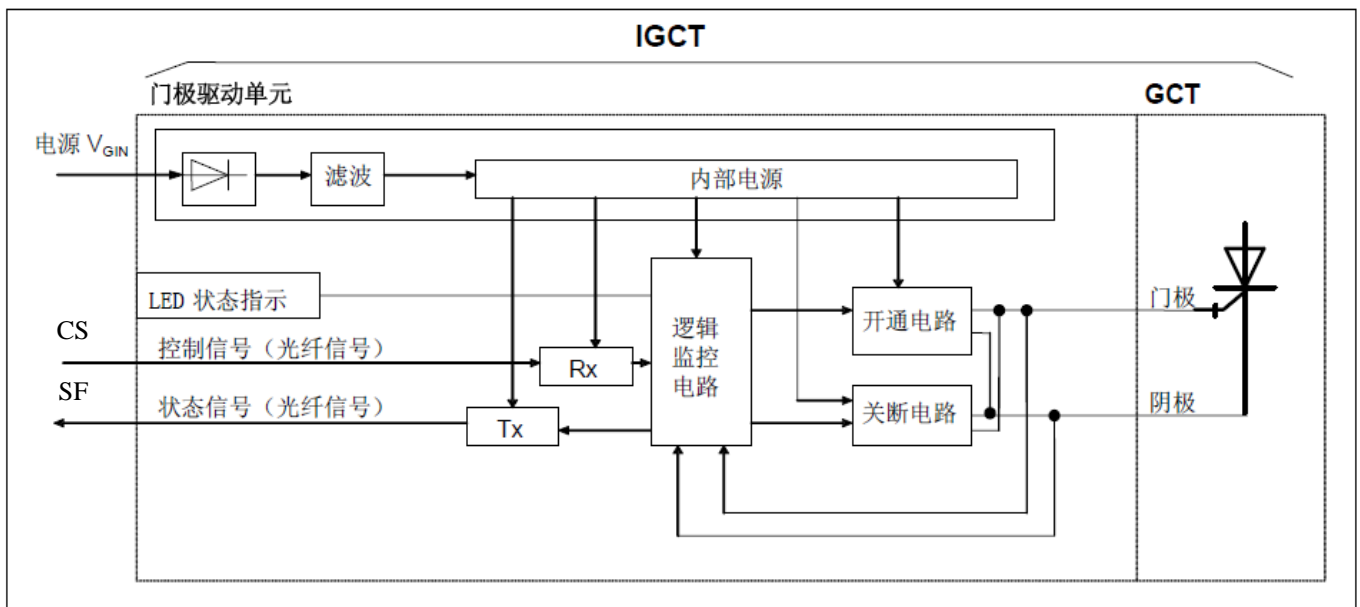 IGCT
门极驱动单元
GCT
电源 VGIN
滤波
内部电源
LED 状态指示
逻辑
监控
电路
开通电路
门极
CS
控制信号（光纤信号）
Rx
SF
状态信号（光纤信号）
Tx
关断电路
阴极